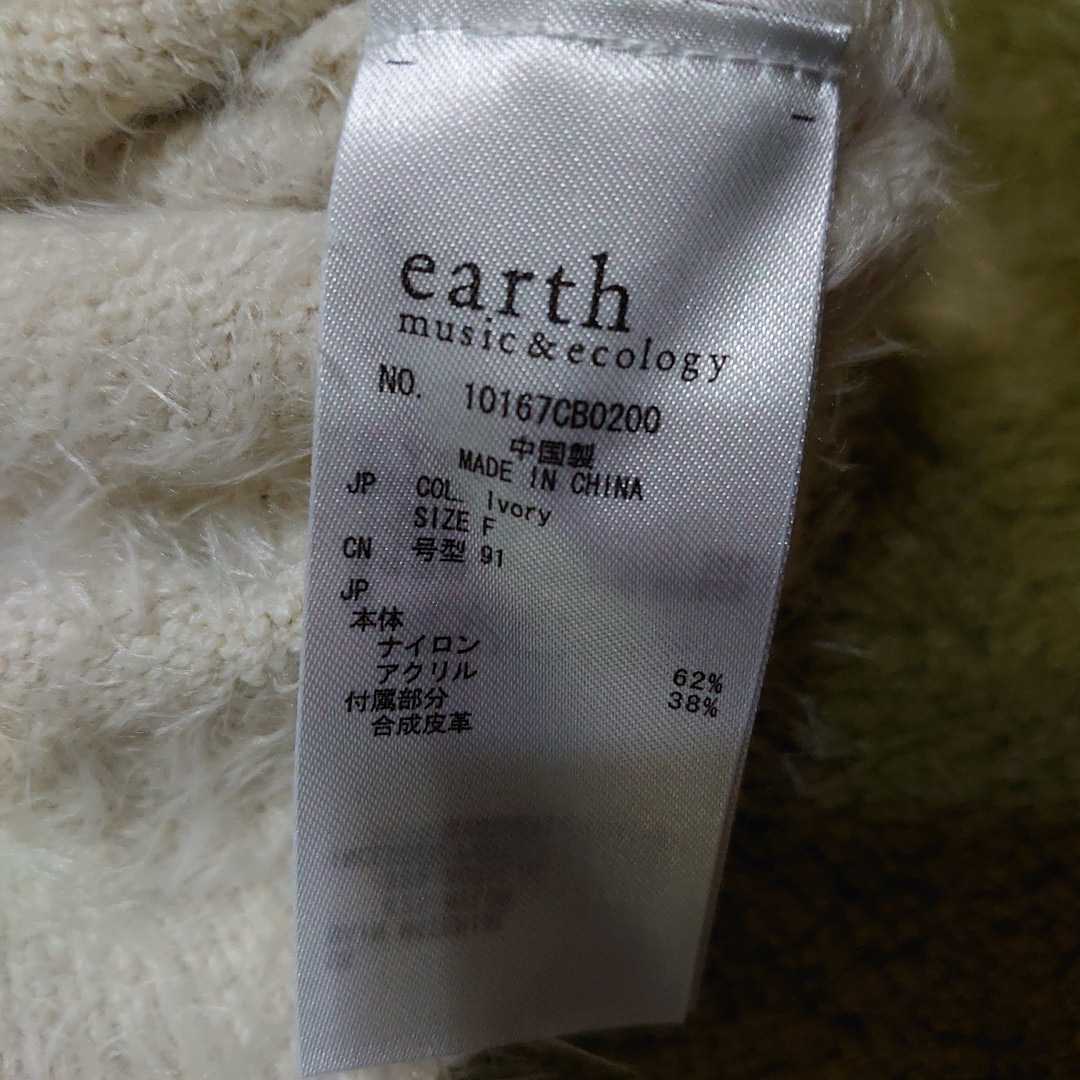 earth
music & ecology
NO. 10167CB0200
中国製
MADE IN CHINA
JP COL. Ivory
SIZE F
CN 号型 91
JP
本体
ナイロン 62%
アクリル 38%
付属部分
合成皮革